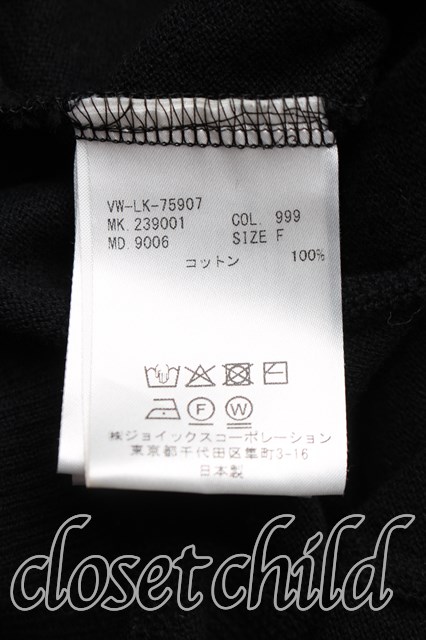 VW-LK-75907
MK. 239001 COL. 999
MD. 9006 SIZE F
コットン 100%
F W
㈱ジョイックスコーポレーション
東京都千代田区隼町3-16
日本製
closet child